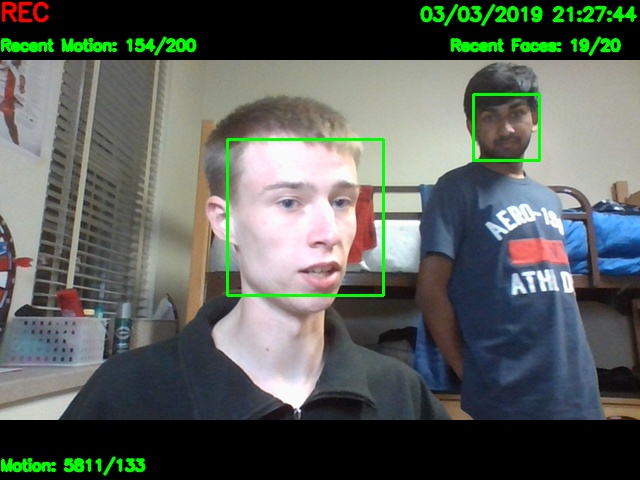 REC
03/03/2019 21:27:44
Recent Motion: 154/200
Recent Faces: 19/20
AERO-
ATH
Motion: 5811/133